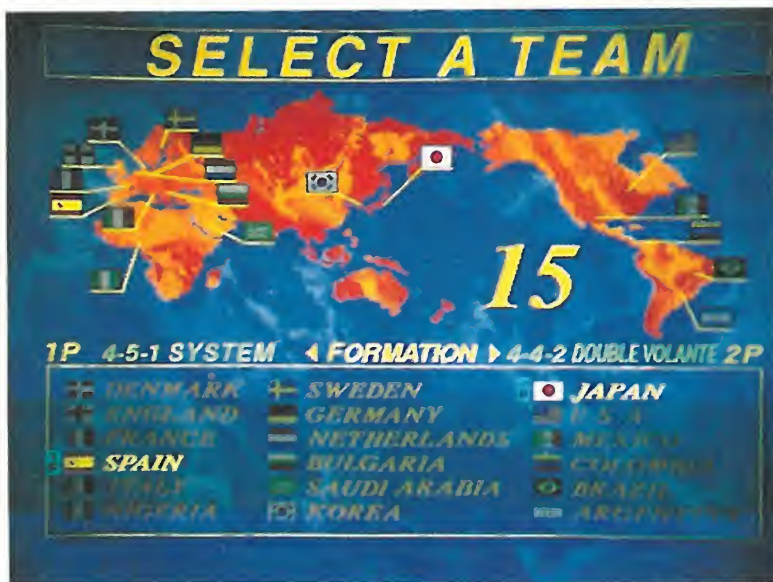 SELECT A TEAM
15
1P 4-5-1 SYSTEM ◀ FORMATION ▶ 4-4-2 DOUBLE VOLANTE 2P
DENMARK SWEDEN JAPAN
ENGLAND GERMANY U.S.A
FRANCE NETHERLANDS MEXICO
SPAIN BULGARIA COLOMBIA
ITALY SAUDI ARABIA BRAZIL
NIGERIA KOREA ARGENTINA